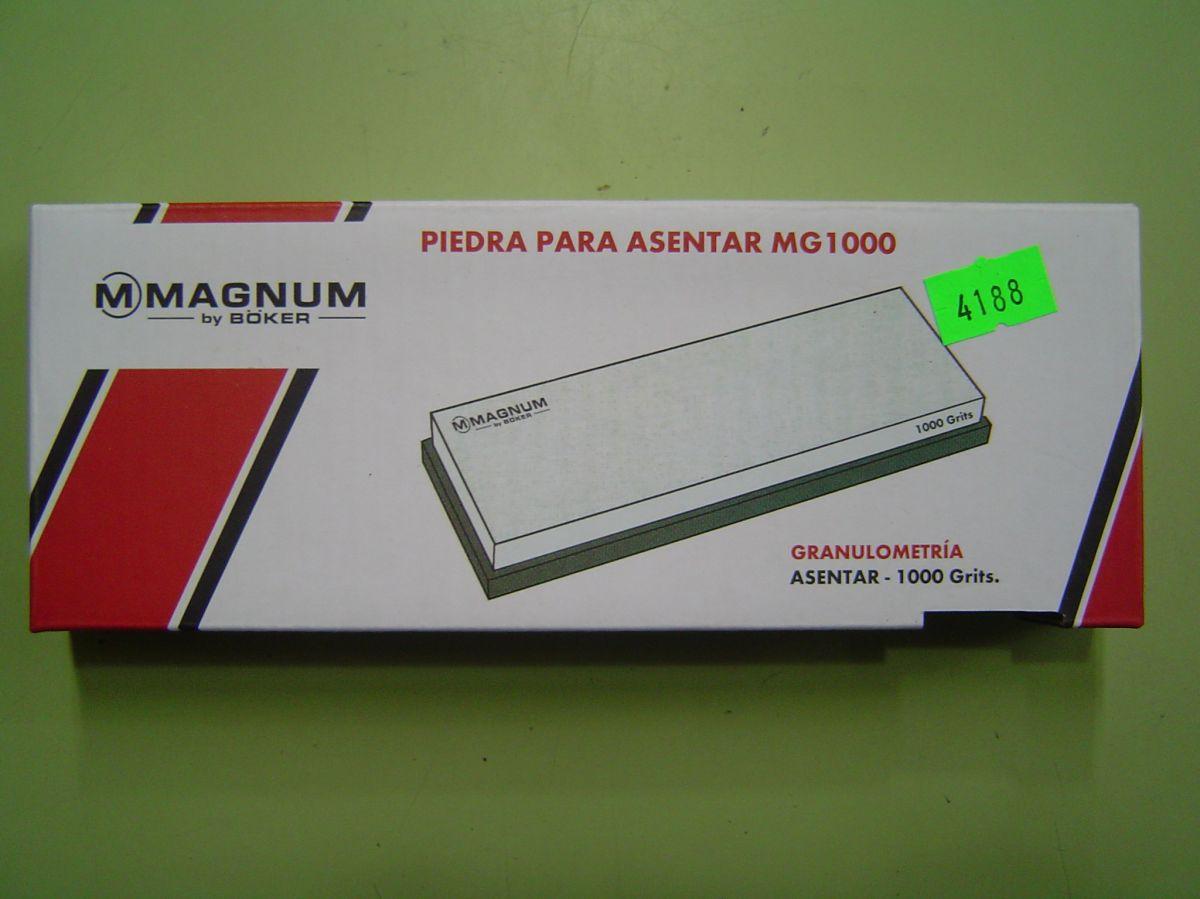 PIEDRA PARA ASENTAR MG1000
M MAGNUM
by BÖKER
4188
M MAGNUM
by BÖKER
1000 Grits
GRANULOMETRÍA
ASENTAR - 1000 Grits.